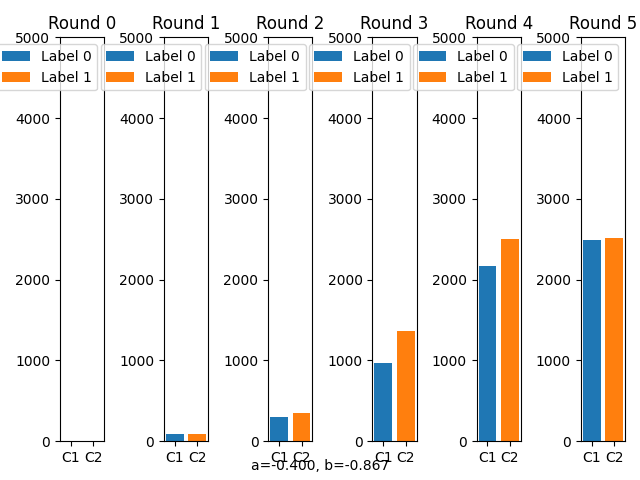 Round 0 Round 1 Round 2 Round 3 Round 4 Round 5
5000 5000 5000 5000 5000 5000
Label 0 Label 0 Label 0 Label 0 Label 0 Label 0
Label 1 Label 1 Label 1 Label 1 Label 1 Label 1
4000 4000 4000 4000 4000
3000 3000 3000 3000 3000 3000
2000 2000 2000 2000 2000 2000
1000 1000 1000 1000 1000 1000
0 0 0 0 0 0
C1 C2 C1 C2 C1 C2 C1 C2 C1 C2 C1 C2
a=-0.400, b=-0.867